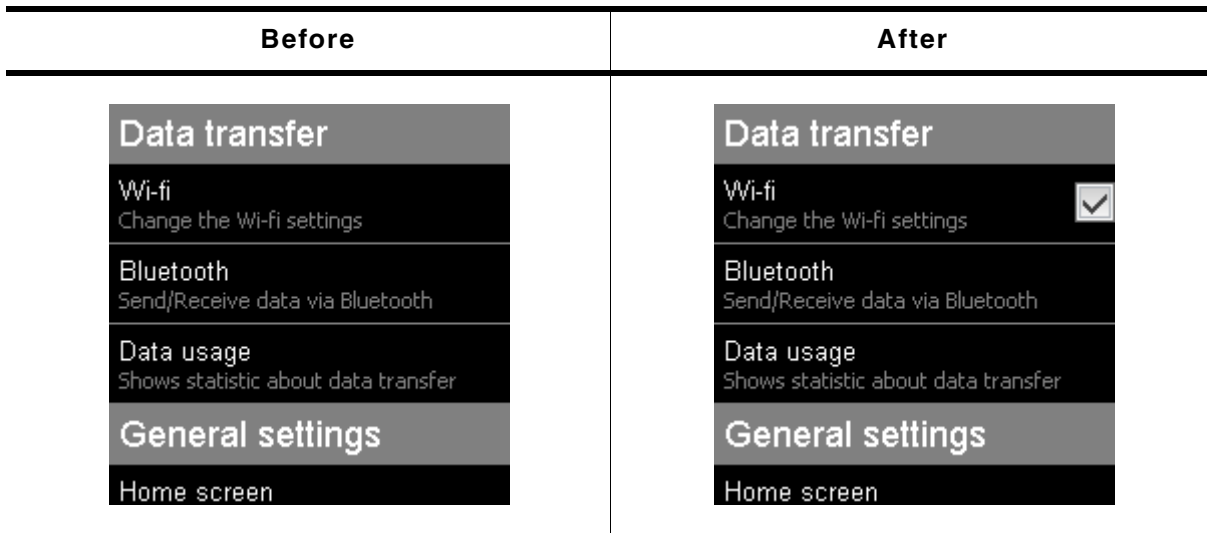 Before
After
Data transfer
Wi-fi
Change the Wi-fi settings
Bluetooth
Send/Receive data via Bluetooth
Data usage
Shows statistic about data transfer
General settings
Home screen
Data transfer
Wi-fi
Change the Wi-fi settings
Bluetooth
Send/Receive data via Bluetooth
Data usage
Shows statistic about data transfer
General settings
Home screen